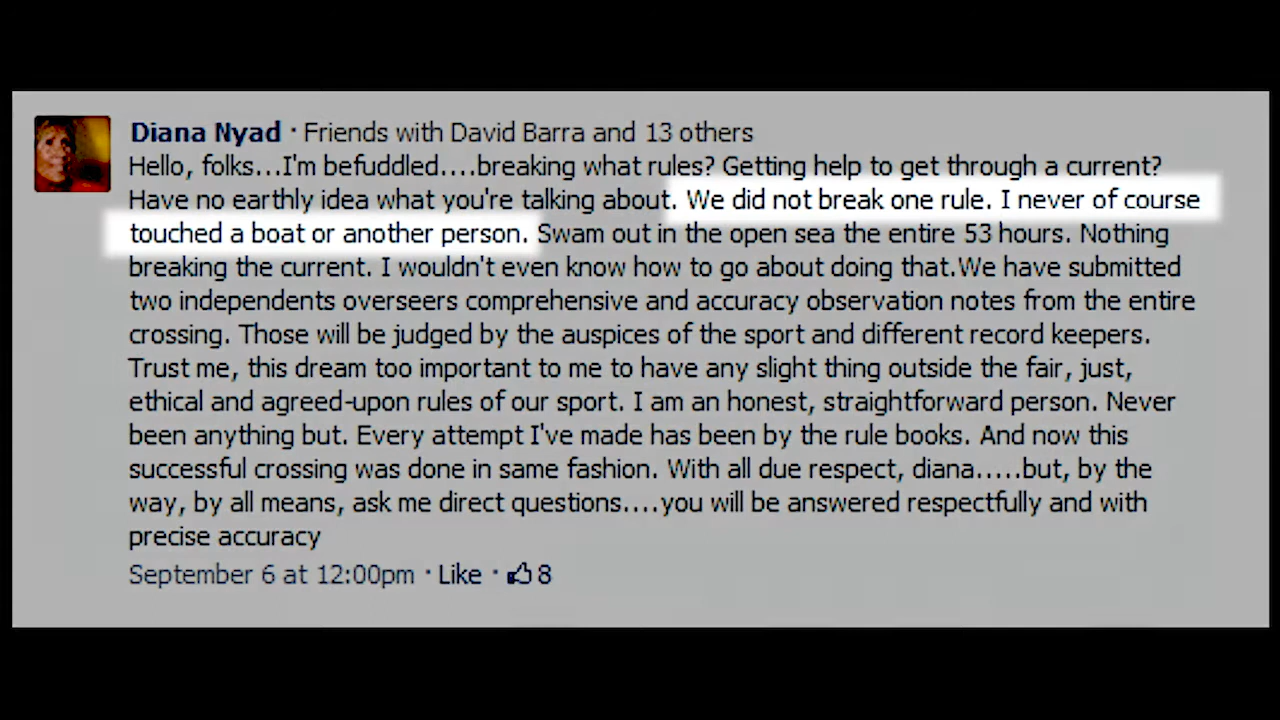 Diana Nyad · Friends with David Barra and 13 others
Hello, folks...I'm befuddled....breaking what rules? Getting help to get through a current?
Have no earthly idea what you're talking about. We did not break one rule. I never of course
touched a boat or another person. Swam out in the open sea the entire 53 hours. Nothing
breaking the current. I wouldn't even know how to go about doing that.We have submitted
two independents overseers comprehensive and accuracy observation notes from the entire
crossing. Those will be judged by the auspices of the sport and different record keepers.
Trust me, this dream too important to me to have any slight thing outside the fair, just,
ethical and agreed-upon rules of our sport. I am an honest, straightforward person. Never
been anything but. Every attempt I've made has been by the rule books. And now this
successful crossing was done in same fashion. With all due respect, diana.....but, by the
way, by all means, ask me direct questions....you will be answered respectfully and with
precise accuracy
September 6 at 12:00pm · Like · 8